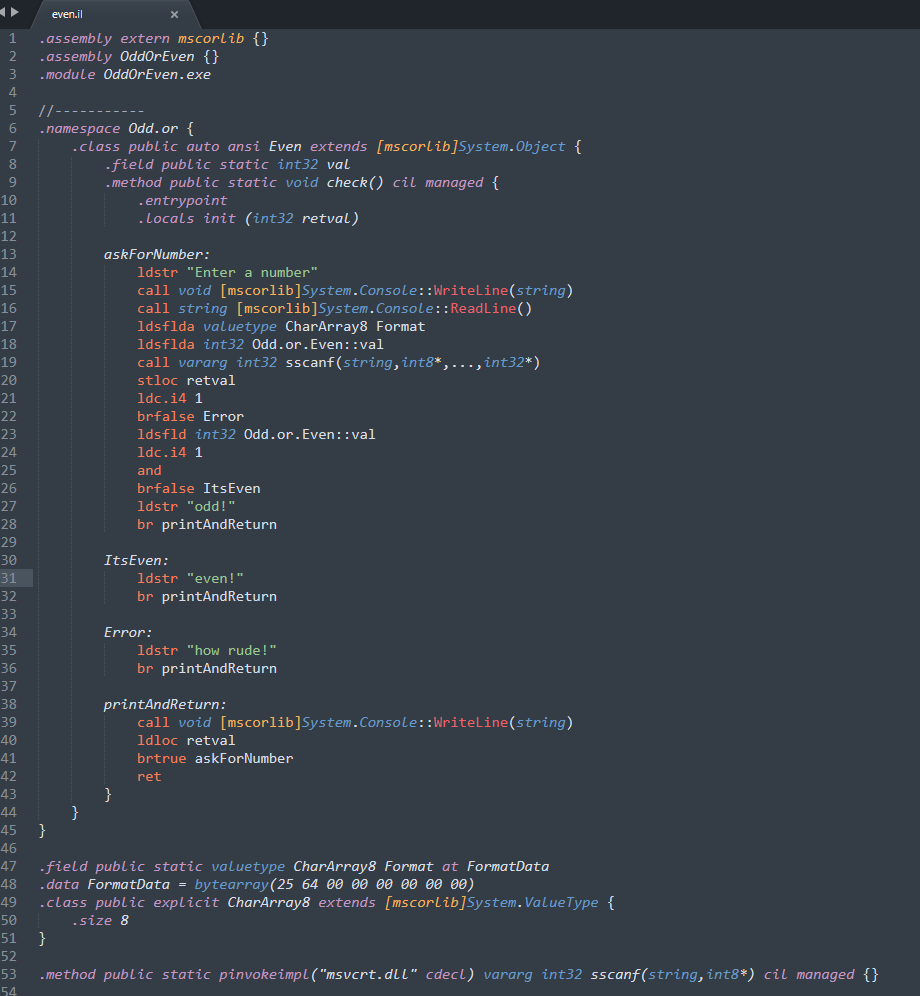 even.il
1 .assembly extern mscorlib {}
2 .assembly OddOrEven {}
3 .module OddOrEven.exe
4
5 //-----------
6 .namespace Odd.or {
7 .class public auto ansi Even extends [mscorlib]System.Object {
8 .field public static int32 val
9 .method public static void check() cil managed {
10 .entrypoint
11 .locals init (int32 retval)
12
13 askForNumber:
14 ldstr "Enter a number"
15 call void [mscorlib]System.Console::WriteLine(string)
16 call string [mscorlib]System.Console::ReadLine()
17 ldsflda valuetype CharArray8 Format
18 ldsflda int32 Odd.or.Even::val
19 call vararg int32 sscanf(string,int8*,...,int32*)
20 stloc retval
21 ldc.i4 1
22 brfalse Error
23 ldsfld int32 Odd.or.Even::val
24 ldc.i4 1
25 and
26 brfalse ItsEven
27 ldstr "odd!"
28 br printAndReturn
29
30 ItsEven:
31 ldstr "even!"
32 br printAndReturn
33
34 Error:
35 ldstr "how rude!"
36 br printAndReturn
37
38 printAndReturn:
39 call void [mscorlib]System.Console::WriteLine(string)
40 ldloc retval
41 brtrue askForNumber
42 ret
43 }
44 }
45 }
46
47 .field public static valuetype CharArray8 Format at FormatData
48 .data FormatData = bytearray(25 64 00 00 00 00 00 00)
49 .class public explicit CharArray8 extends [mscorlib]System.ValueType {
50 .size 8
51 }
52
53 .method public static pinvokeimpl("msvcrt.dll" cdecl) vararg int32 sscanf(string,int8*) cil managed {}
54